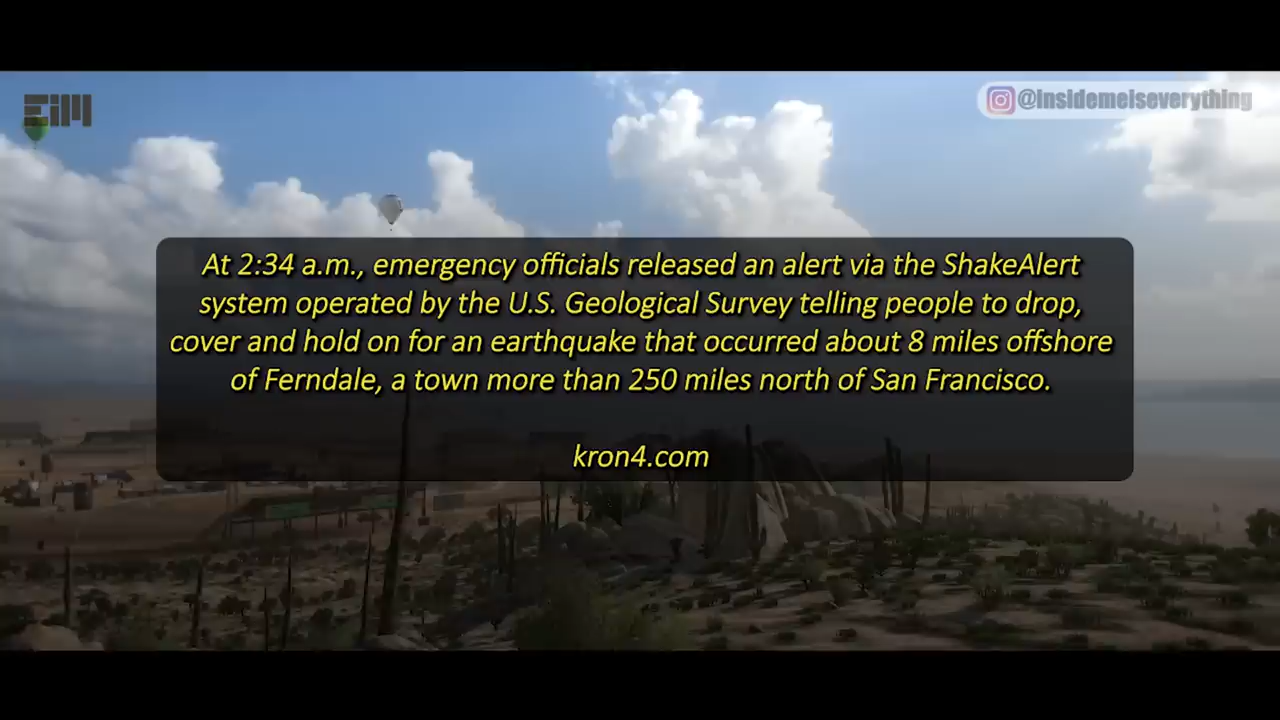 EiM
@Insidemeiseverything
At 2:34 a.m., emergency officials released an alert via the ShakeAlert
system operated by the U.S. Geological Survey telling people to drop,
cover and hold on for an earthquake that occurred about 8 miles offshore
of Ferndale, a town more than 250 miles north of San Francisco.
kron4.com